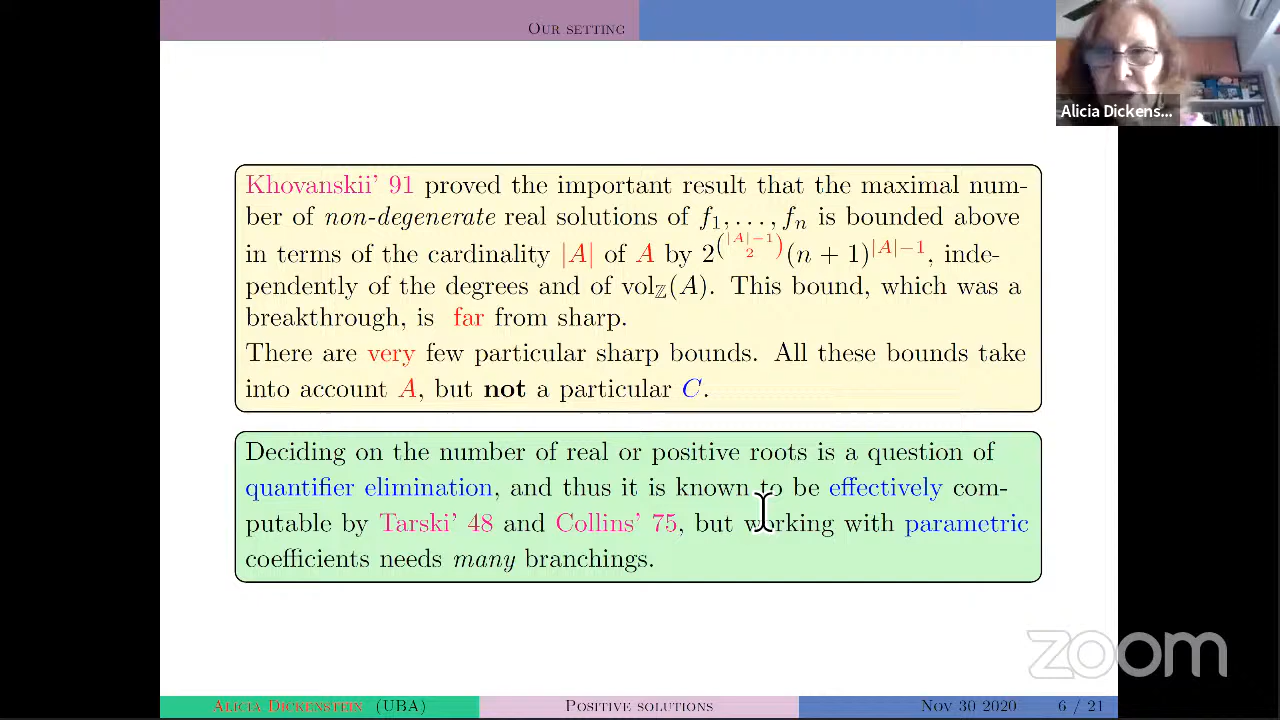 Our setting
Alicia Dickens...
Khovanskii' 91 proved the important result that the maximal num-
ber of non-degenerate real solutions of f₁, . . . , fₙ is bounded above
in terms of the cardinality |A| of A by 2^{\binom{|A|-1}{2}}(n + 1)^{|A|-1}, inde-
pendently of the degrees and of vol_ℤ(A). This bound, which was a
breakthrough, is far from sharp.
There are very few particular sharp bounds. All these bounds take
into account A, but not a particular C.
Deciding on the number of real or positive roots is a question of
quantifier elimination, and thus it is known to be effectively com-
putable by Tarski' 48 and Collins' 75, but working with parametric
coefficients needs many branchings.
zoom
Alicia Dickenstein (UBA)
Positive solutions
Nov 30 2020
6 / 21